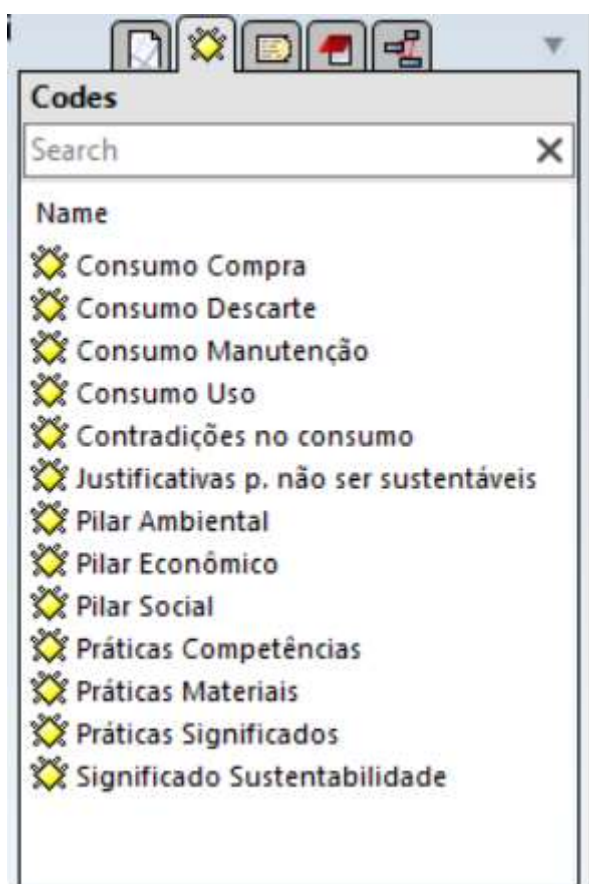 Codes
Search
Name
Consumo Compra
Consumo Descarte
Consumo Manutenção
Consumo Uso
Contradições no consumo
Justificativas p. não ser sustentáveis
Pilar Ambiental
Pilar Econômico
Pilar Social
Práticas Competências
Práticas Materiais
Práticas Significados
Significado Sustentabilidade